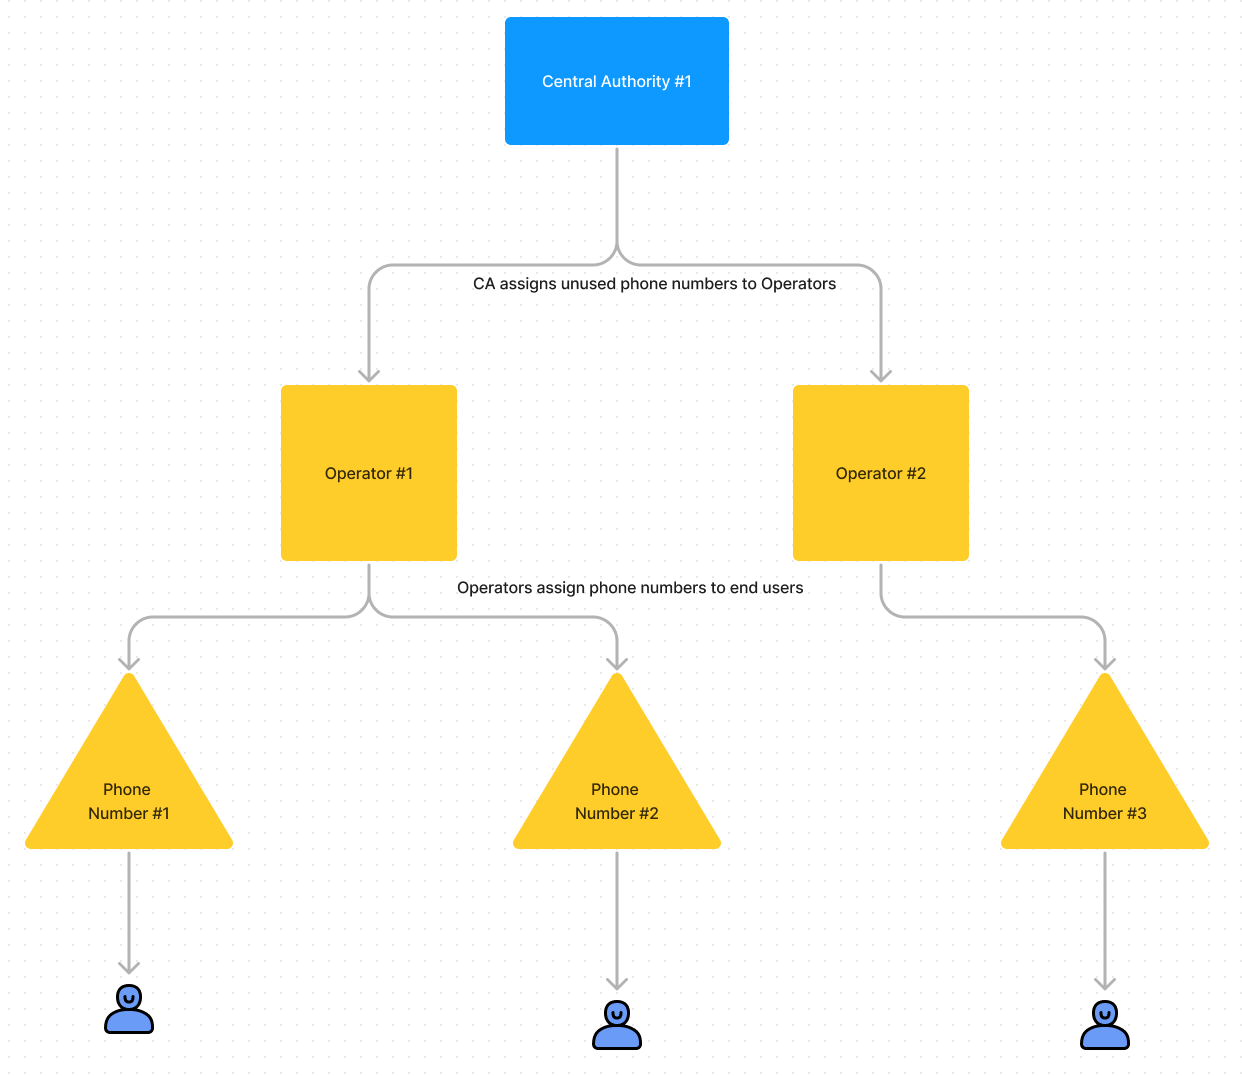 Central Authority #1
CA assigns unused phone numbers to Operators
Operator #1
Operator #2
Operators assign phone numbers to end users
Phone
Number #1
Phone
Number #2
Phone
Number #3